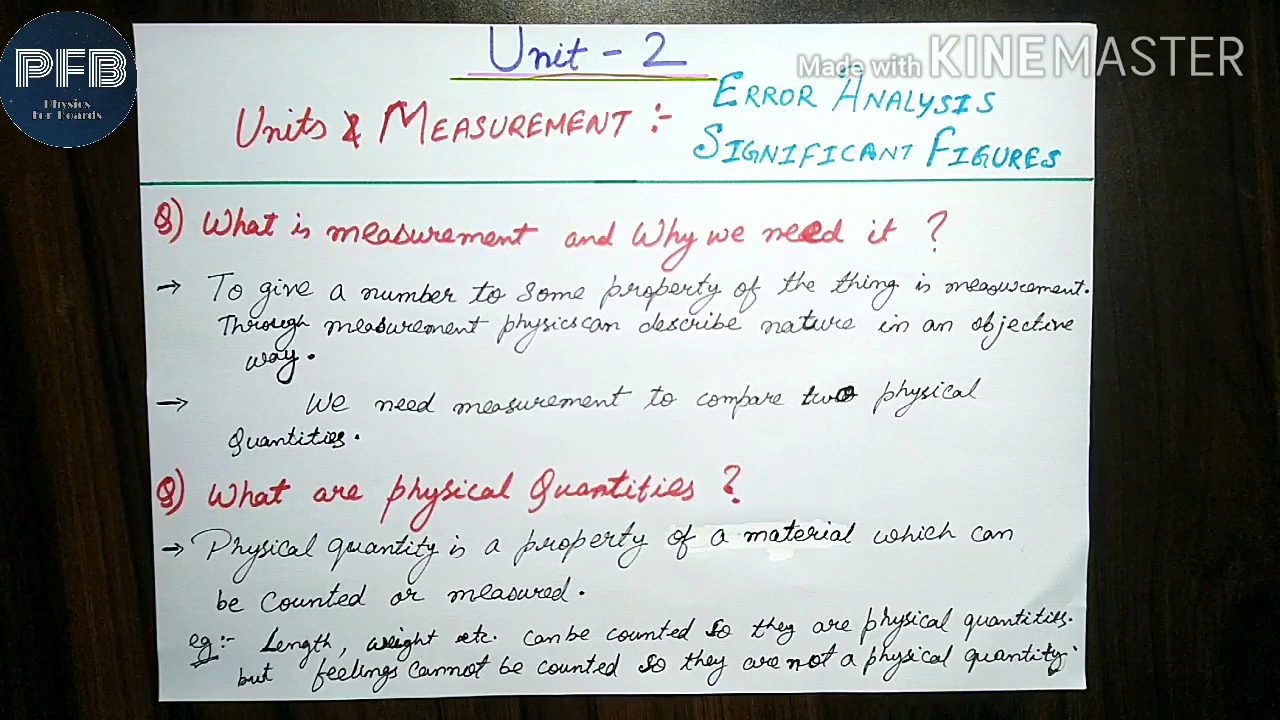 PFB
Physics
For Boards
Made with KINEMASTER
Unit - 2
Units & MEASUREMENT :-
ERROR ANALYSIS
SIGNIFICANT FIGURES
Q) What is measurement and Why we need it ?
→ To give a number to some property of the thing is measurement.
Through measurement physics can describe nature in an objective
way.
→ We need measurement to compare two physical
Quantities.
Q) What are physical Quantities ?
→ Physical quantity is a property of a material which can
be counted or measured.
eg:- Length, weight etc. can be counted so they are physical quantities.
but feelings cannot be counted so they are not a physical quantity.